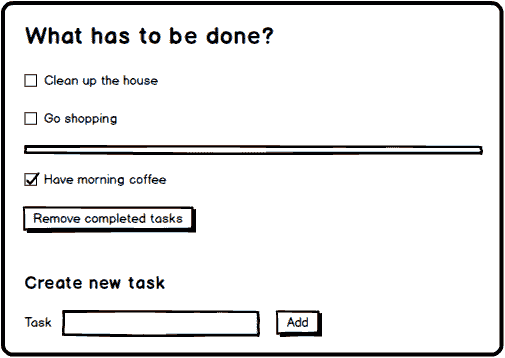 What has to be done?
Clean up the house
Go shopping
Have morning coffee
Remove completed tasks
Create new task
Task Add